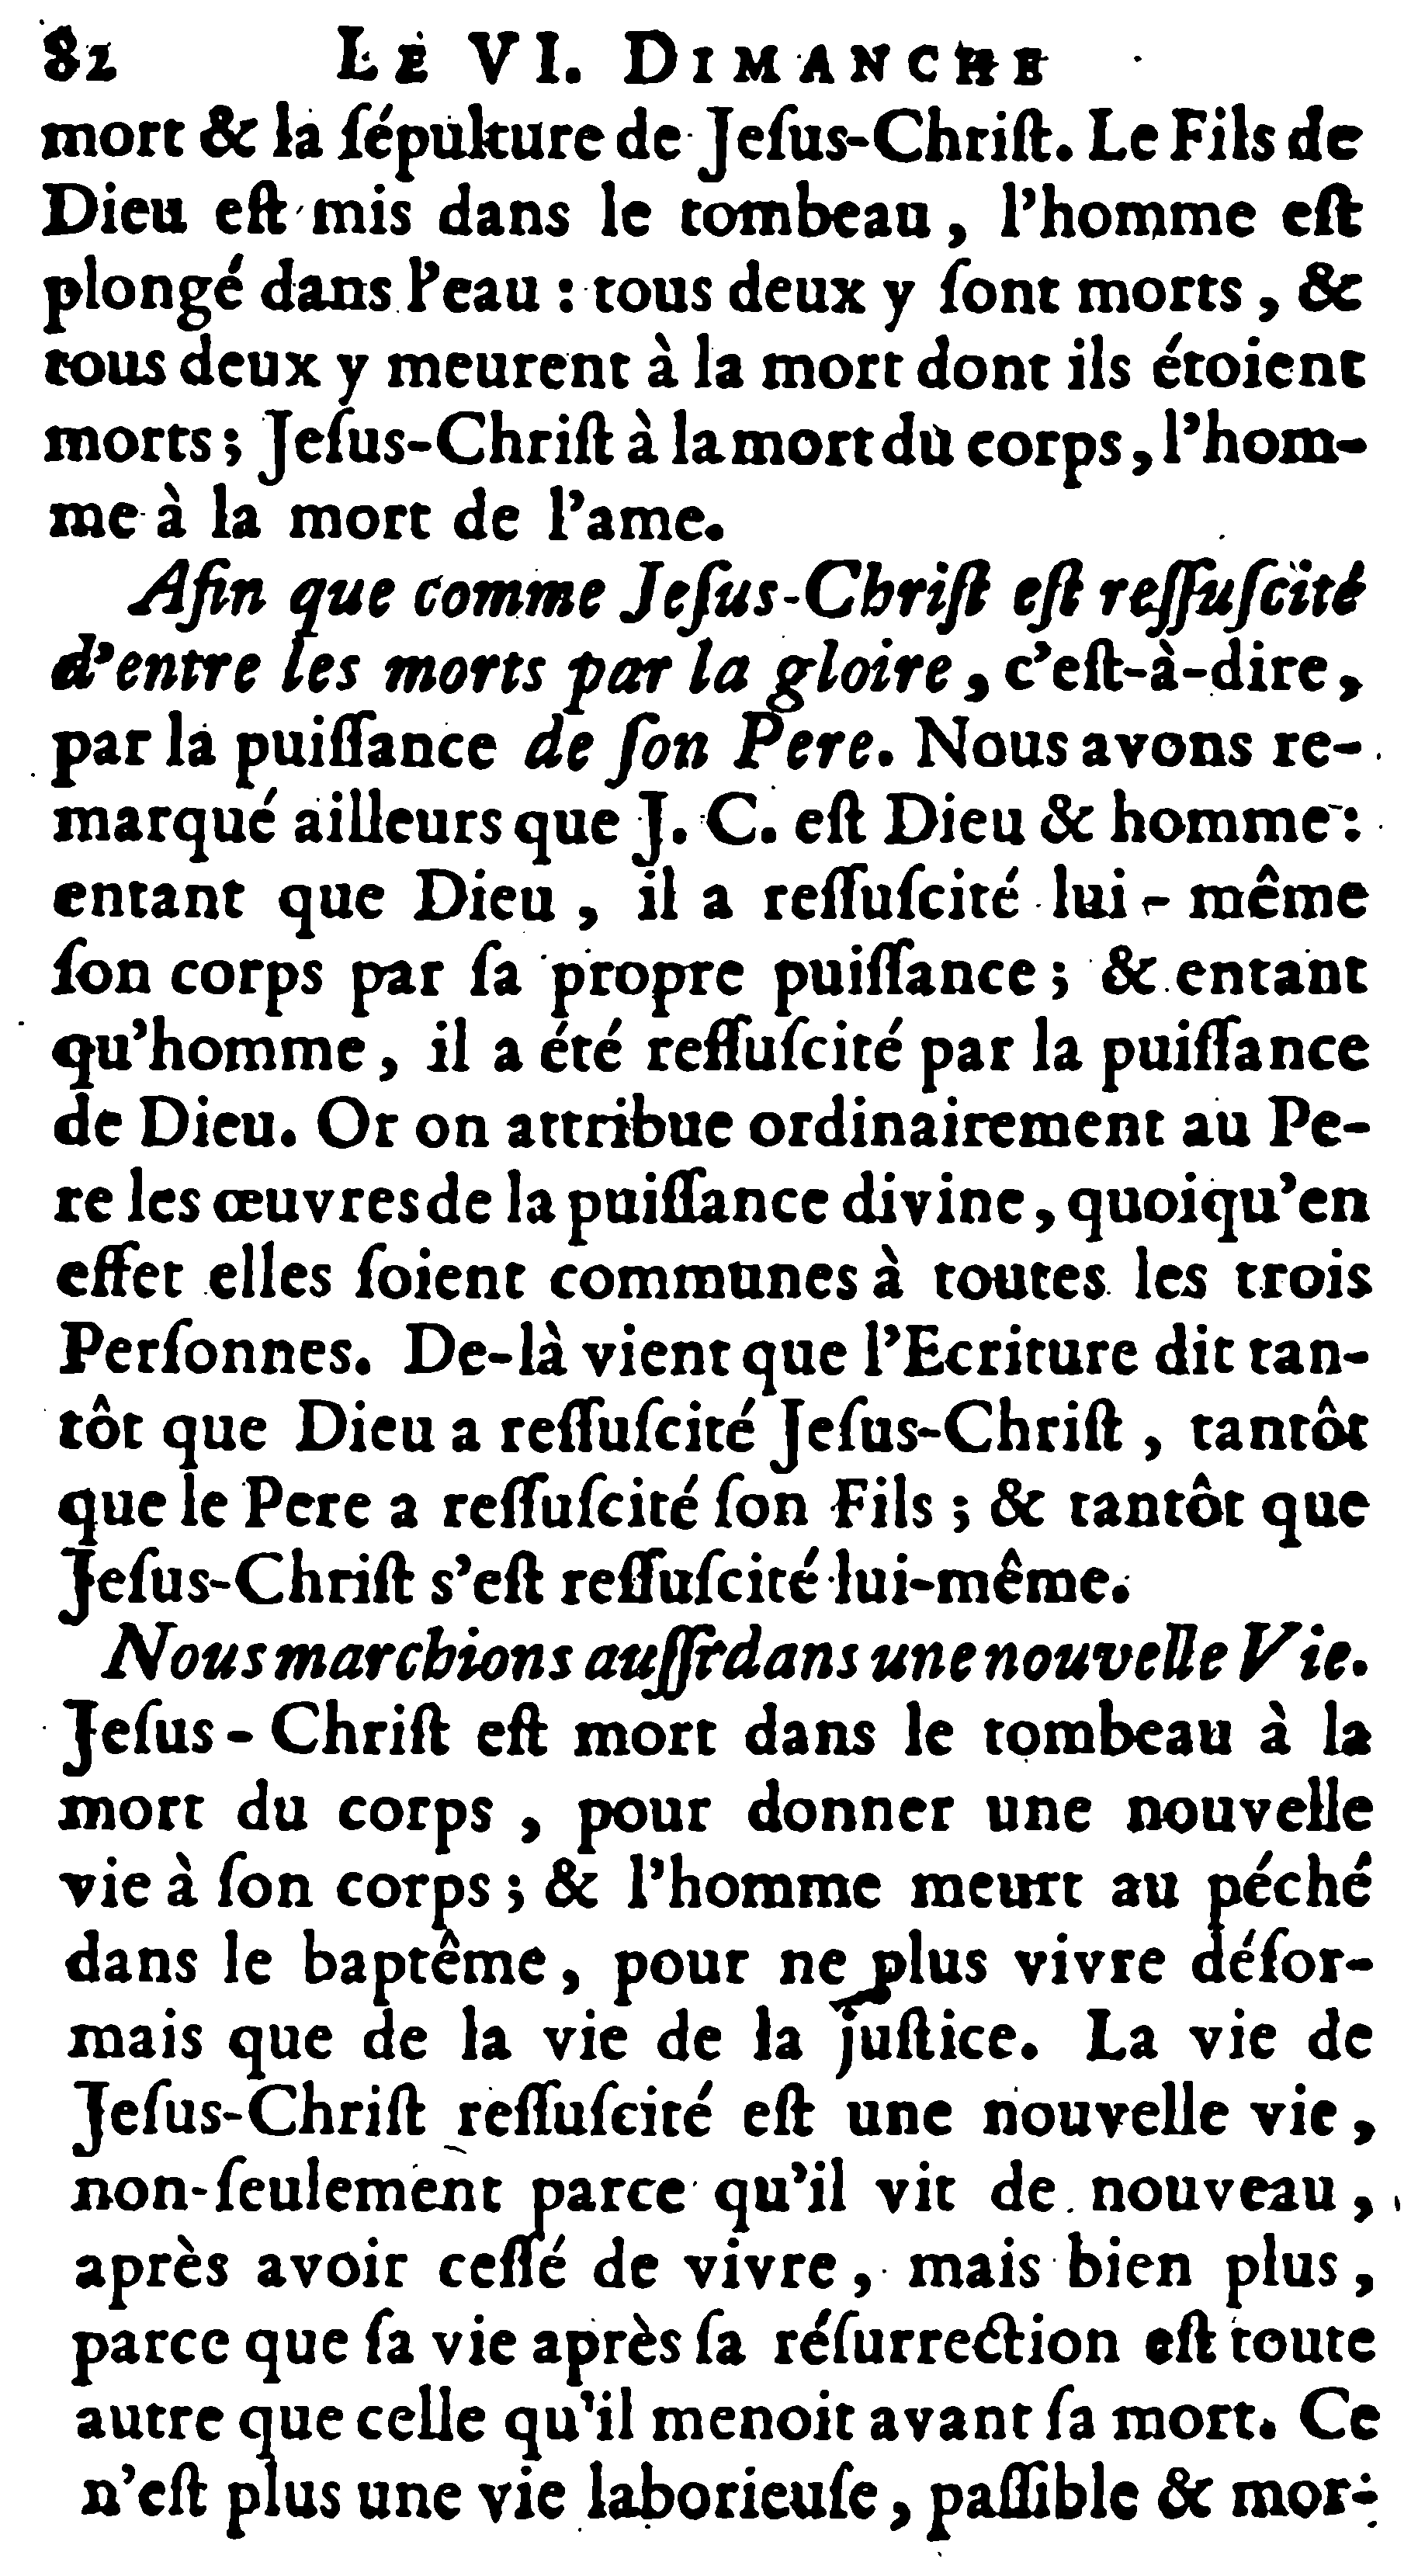 82 LE VI. DIMANCHE
mort & la ſépulture de Jeſus-Chriſt. Le Fils de
Dieu eſt mis dans le tombeau, l'homme eſt
plongé dans l'eau : tous deux y ſont morts, &
tous deux y meurent à la mort dont ils étoient
morts; Jeſus-Chriſt à la mort du corps, l'hom-
me à la mort de l'ame.
Afin que comme Jeſus-Chriſt eſt reſſuſcité
d'entre les morts par la gloire, c'eſt-à-dire,
par la puiſſance de ſon Pere. Nous avons re-
marqué ailleurs que J. C. eſt Dieu & homme :
entant que Dieu, il a reſſuſcité lui-même
ſon corps par ſa propre puiſſance; & entant
qu'homme, il a été reſſuſcité par la puiſſance
de Dieu. Or on attribue ordinairement au Pe-
re les œuvres de la puiſſance divine, quoiqu'en
effet elles ſoient communes à toutes les trois
Perſonnes. De-là vient que l'Ecriture dit tan-
tôt que Dieu a reſſuſcité Jeſus-Chriſt, tantôt
que le Pere a reſſuſcité ſon Fils; & tantôt que
Jeſus-Chriſt s'eſt reſſuſcité lui-même.
Nous marchions auſſi dans une nouvelle Vie.
Jeſus-Chriſt eſt mort dans le tombeau à la
mort du corps, pour donner une nouvelle
vie à ſon corps; & l'homme meurt au péché
dans le baptême, pour ne plus vivre déſor-
mais que de la vie de la juſtice. La vie de
Jeſus-Chriſt reſſuſcité eſt une nouvelle vie,
non-ſeulement parce qu'il vit de nouveau,
après avoir ceſſé de vivre, mais bien plus,
parce que ſa vie après ſa réſurrection eſt toute
autre que celle qu'il menoit avant ſa mort. Ce
n'eſt plus une vie laborieuſe, paſſible & mor-